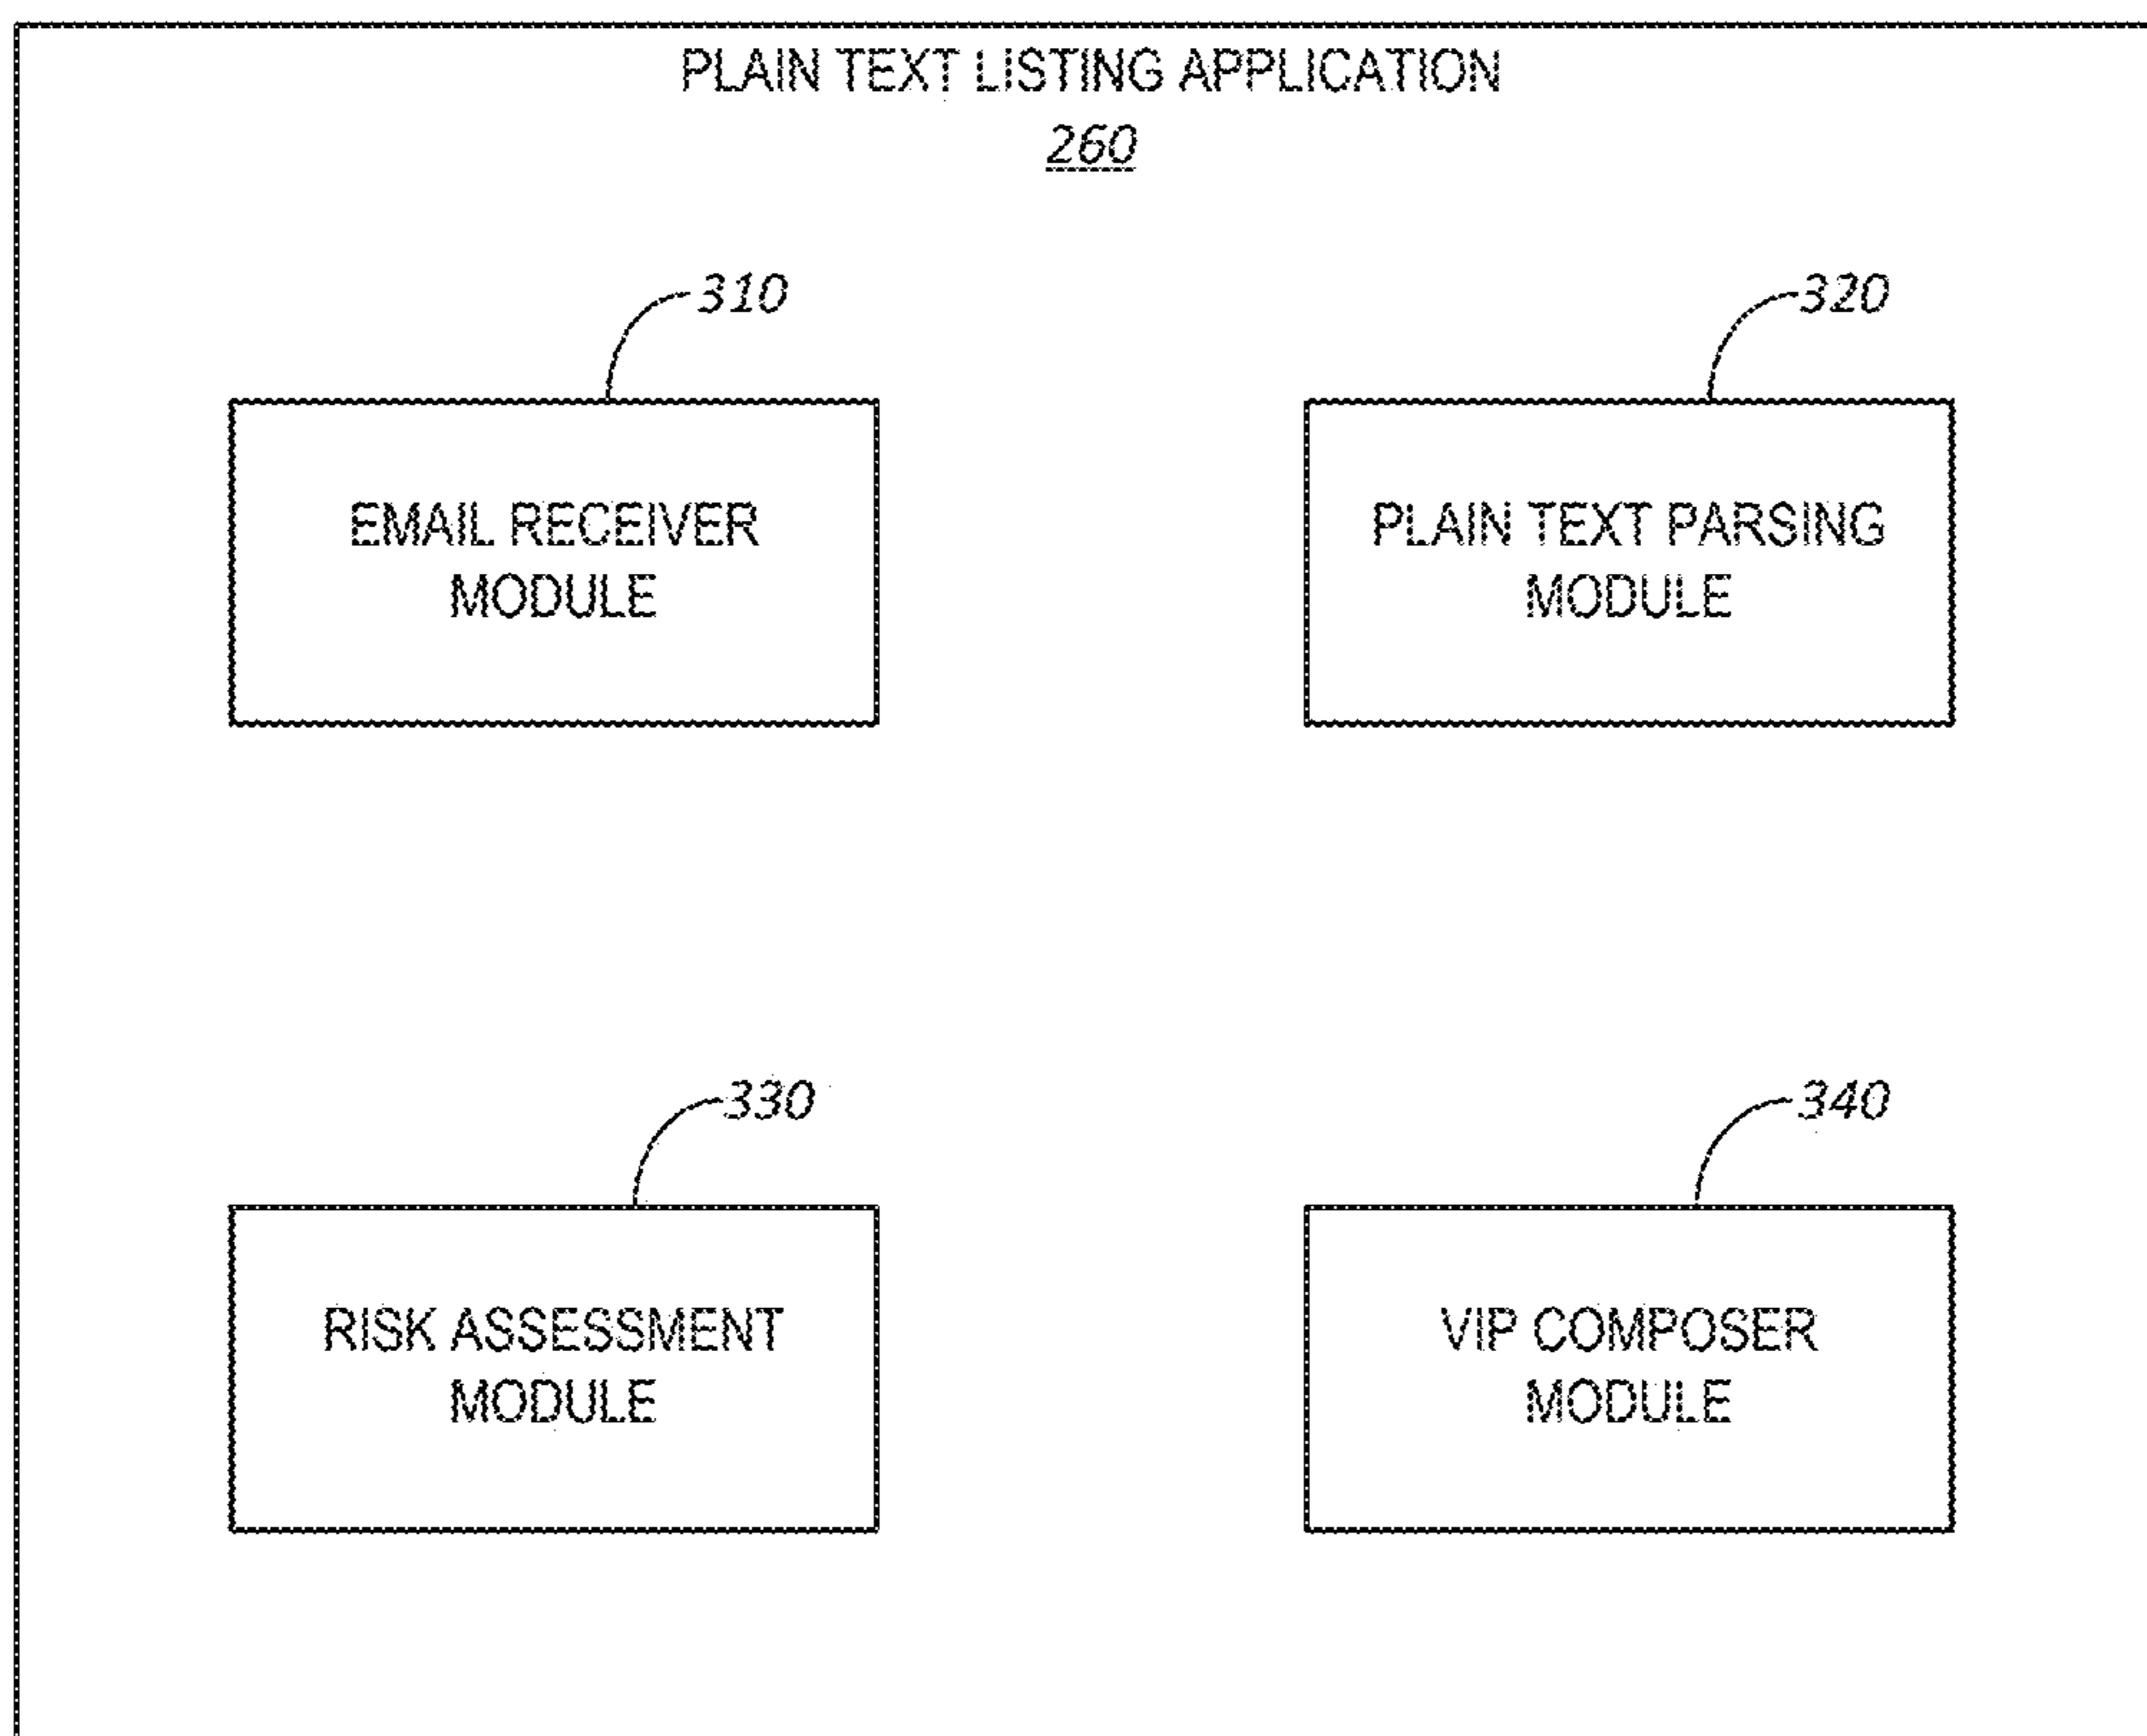 PLAIN TEXT LISTING APPLICATION
260
310
320
EMAIL RECEIVER
MODULE
PLAIN TEXT PARSING
MODULE
330
340
RISK ASSESSMENT
MODULE
VIP COMPOSER
MODULE